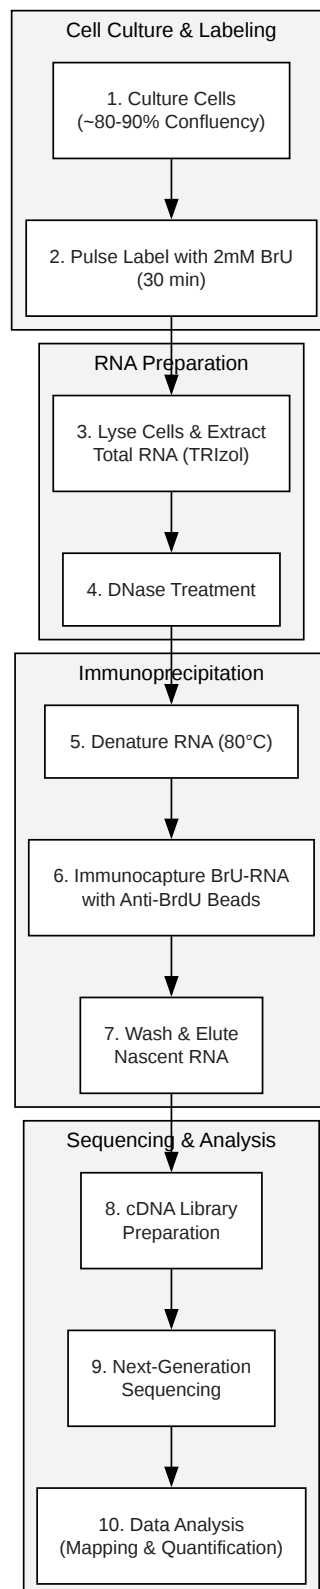 Cell Culture & Labeling
1. Culture Cells
(~80-90% Confluency)
2. Pulse Label with 2mM BrU
(30 min)
RNA Preparation
3. Lyse Cells & Extract
Total RNA (TRIzol)
4. DNase Treatment
Immunoprecipitation
5. Denature RNA (80°C)
6. Immunocapture BrU-RNA
with Anti-BrdU Beads
7. Wash & Elute
Nascent RNA
Sequencing & Analysis
8. cDNA Library
Preparation
9. Next-Generation
Sequencing
10. Data Analysis
(Mapping & Quantification)